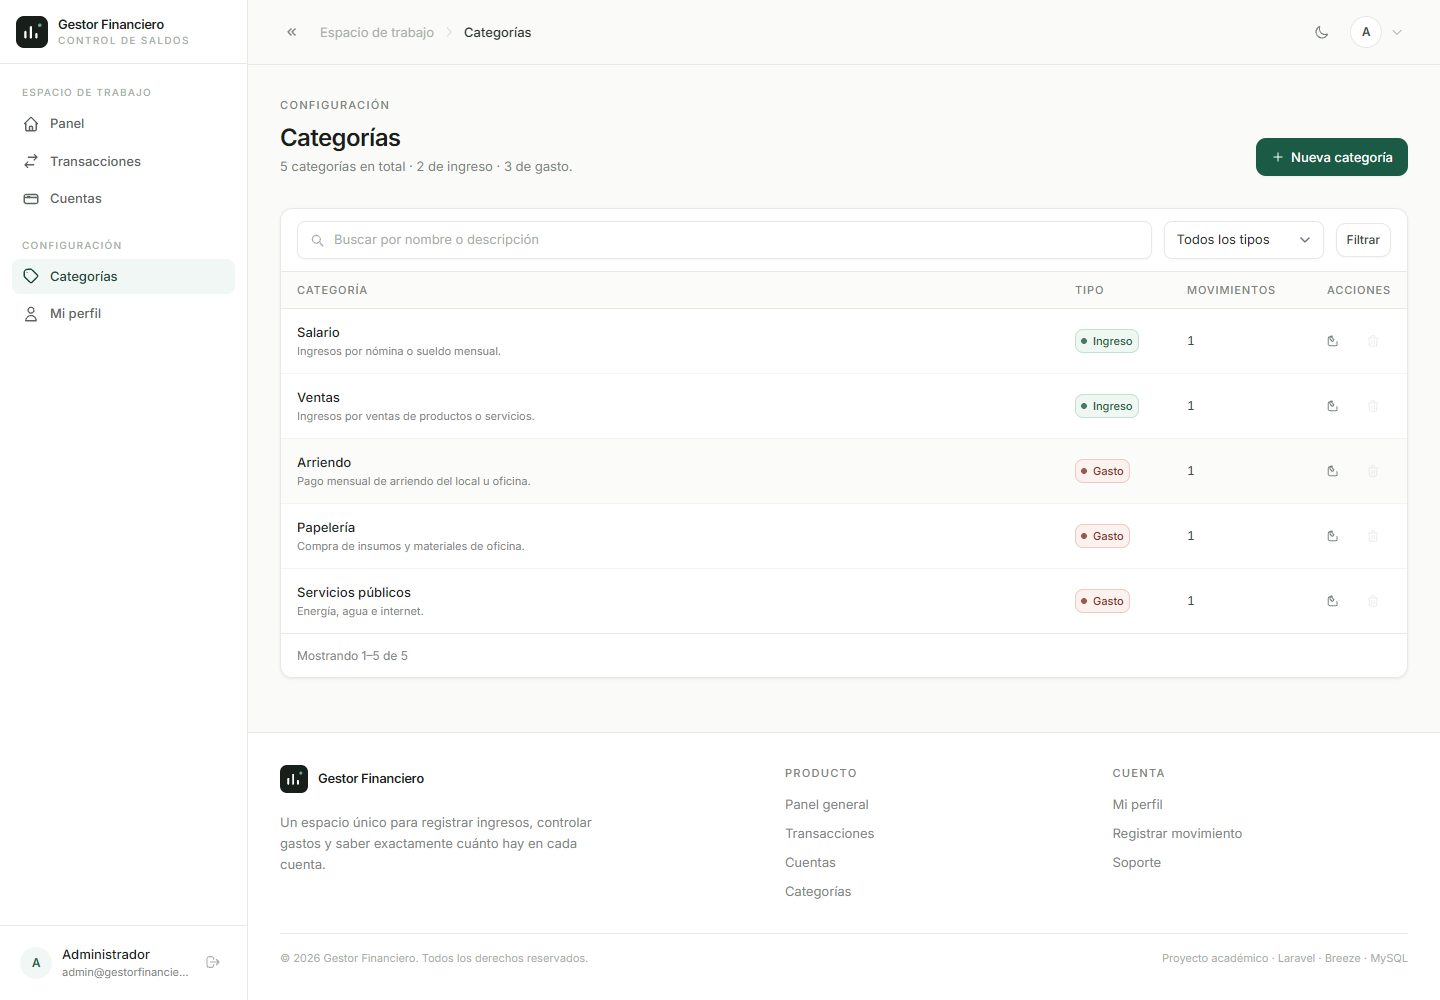 Gestor Financiero
CONTROL DE SALDOS
ESPACIO DE TRABAJO
Panel
Transacciones
Cuentas
CONFIGURACIÓN
Categorías
Mi perfil
Administrador
A
admin@gestorfinancie...
Espacio de trabajo
Categorías
A
CONFIGURACIÓN
Categorías
5 categorías en total · 2 de ingreso · 3 de gasto.
Nueva categoría
Buscar por nombre o descripción
Todos los tipos
Filtrar
CATEGORÍA TIPO MOVIMIENTOS ACCIONES
Salario
Ingresos por nómina o sueldo mensual.
Ingreso
1
Ventas
Ingresos por ventas de productos o servicios.
Ingreso
1
Arriendo
Pago mensual de arriendo del local u oficina.
Gasto
1
Papelería
Compra de insumos y materiales de oficina.
Gasto
1
Servicios públicos
Energía, agua e internet.
Gasto
1
Mostrando 1–5 de 5
Gestor Financiero
Un espacio único para registrar ingresos, controlar
gastos y saber exactamente cuánto hay en cada
cuenta.
PRODUCTO
Panel general
Transacciones
Cuentas
Categorías
CUENTA
Mi perfil
Registrar movimiento
Soporte
© 2026 Gestor Financiero. Todos los derechos reservados.
Proyecto académico · Laravel · Breeze · MySQL